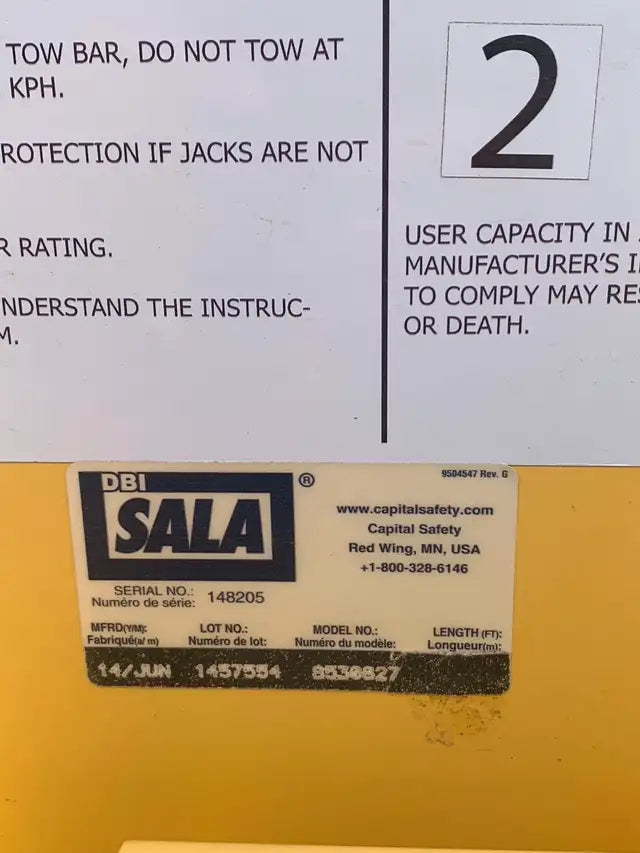 TOW BAR, DO NOT TOW AT
KPH.
ROTECTION IF JACKS ARE NOT
R RATING.
NDERSTAND THE INSTRUC-
M.
2
USER CAPACITY IN
MANUFACTURER'S
TO COMPLY MAY RES
OR DEATH.
DBI
SALA
®
9504547 Rev. G
www.capitalsafety.com
Capital Safety
Red Wing, MN, USA
+1-800-328-6146
SERIAL NO.: 148205
Numéro de série:
MFRD(Y/M): LOT NO.: MODEL NO.: LENGTH (FT):
Fabriqué(a/ m) Numéro de lot: Numéro du modèle: Longueur(m):
14/JUN 1457554 8530827